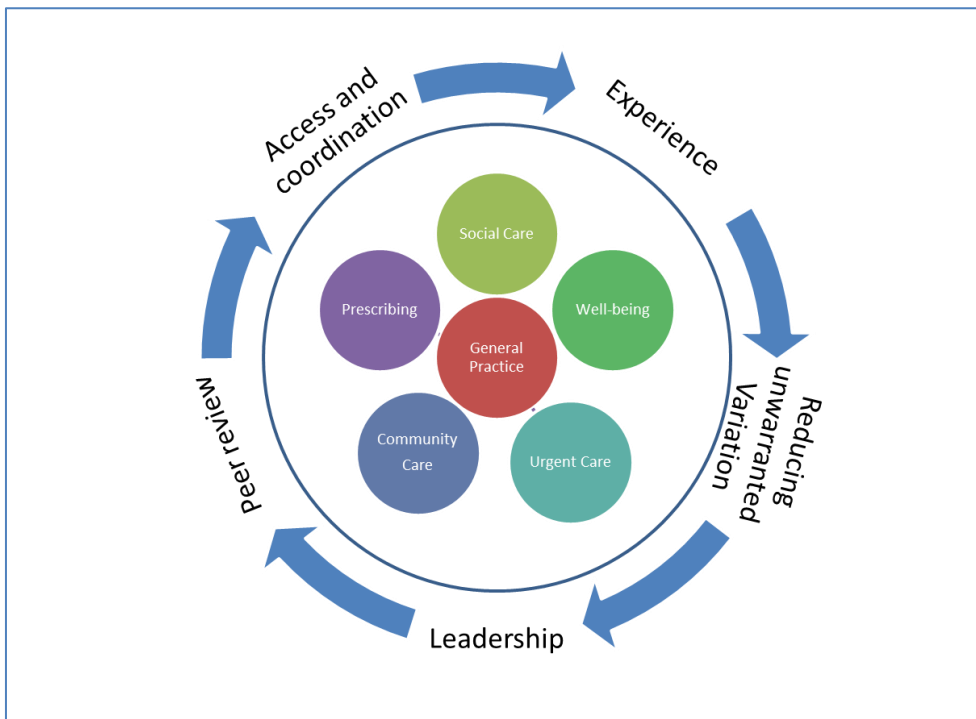 Access and
coordination
Experience
Social Care
Prescribing
Well-being
General
Practice
Community
Care
Urgent Care
Reducing
unwarranted
Variation
Peer review
Leadership